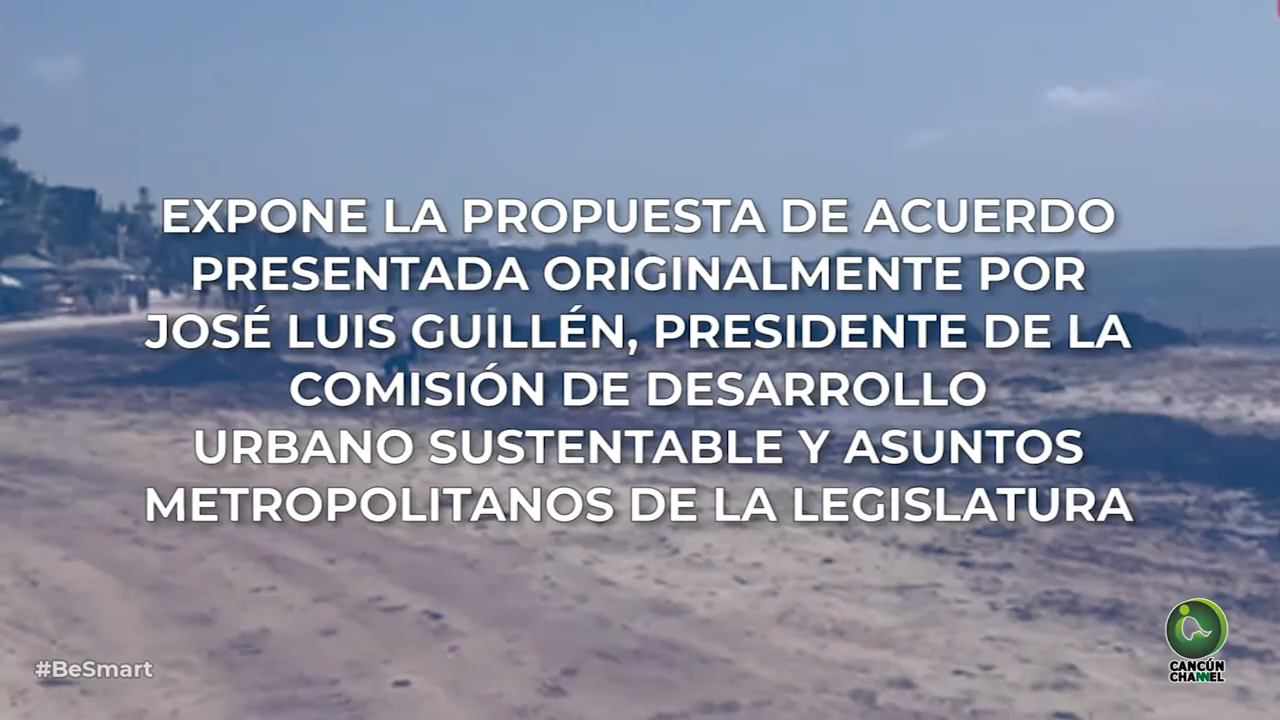 EXPONE LA PROPUESTA DE ACUERDO
PRESENTADA ORIGINALMENTE POR
JOSÉ LUIS GUILLÉN, PRESIDENTE DE LA
COMISIÓN DE DESARROLLO
URBANO SUSTENTABLE Y ASUNTOS
METROPOLITANOS DE LA LEGISLATURA
#BeSmart
CANCÚN
CHANNEL